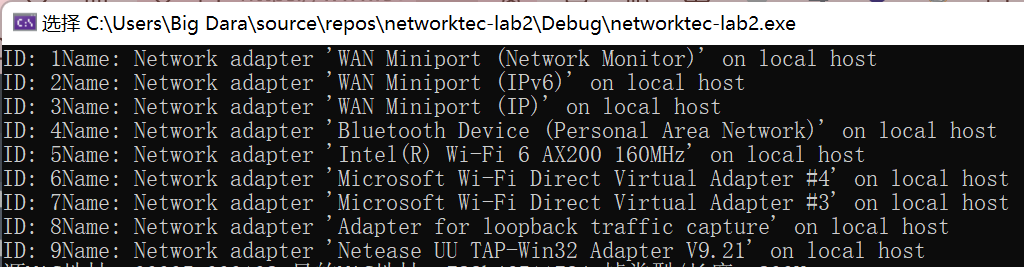 选择 C:\Users\Big Dara\source\repos\networktec-lab2\Debug\networktec-lab2.exe
ID: 1Name: Network adapter 'WAN Miniport (Network Monitor)' on local host
ID: 2Name: Network adapter 'WAN Miniport (IPv6)' on local host
ID: 3Name: Network adapter 'WAN Miniport (IP)' on local host
ID: 4Name: Network adapter 'Bluetooth Device (Personal Area Network)' on local host
ID: 5Name: Network adapter 'Intel(R) Wi-Fi 6 AX200 160MHz' on local host
ID: 6Name: Network adapter 'Microsoft Wi-Fi Direct Virtual Adapter #4' on local host
ID: 7Name: Network adapter 'Microsoft Wi-Fi Direct Virtual Adapter #3' on local host
ID: 8Name: Network adapter 'Adapter for loopback traffic capture' on local host
ID: 9Name: Network adapter 'Netease UU TAP-Win32 Adapter V9.21' on local host